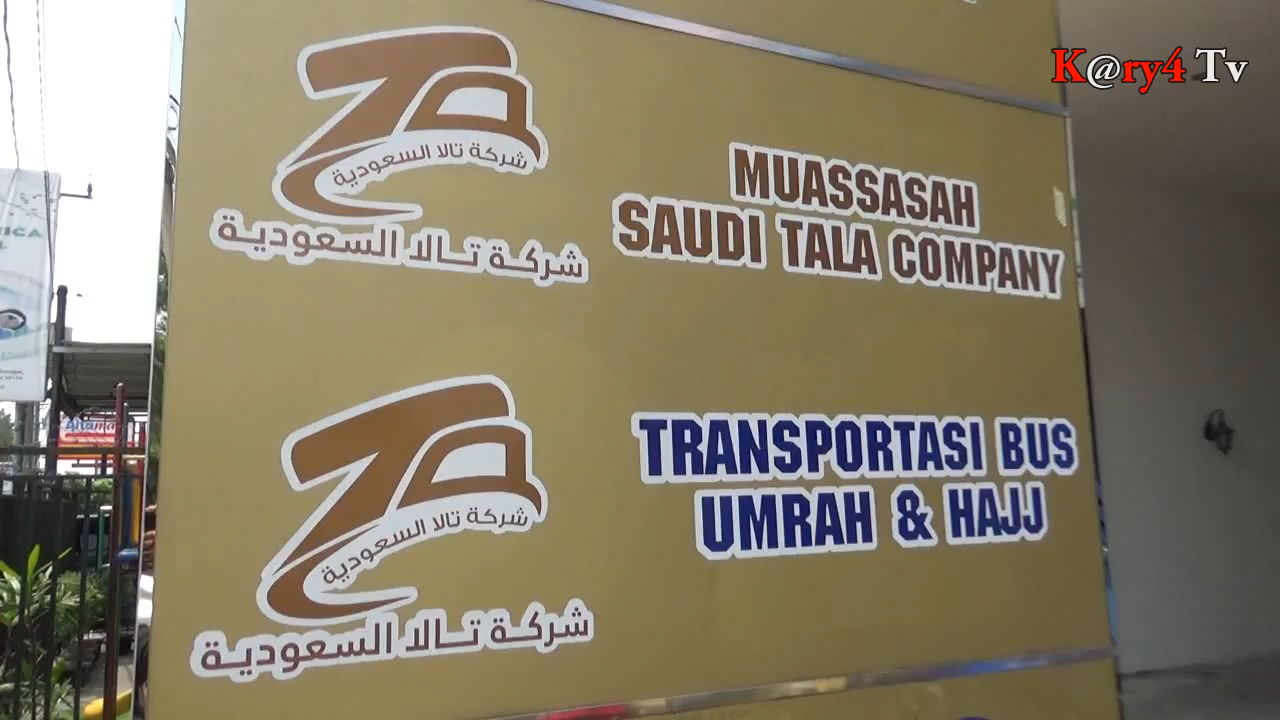 K@ry4 Tv
شركة تالا السعودية
شركة تالا السعودية
MUASSASAH
SAUDI TALA COMPANY
شركة تالا السعودية
شركة تالا السعودية
TRANSPORTASI BUS
UMRAH & HAJJ